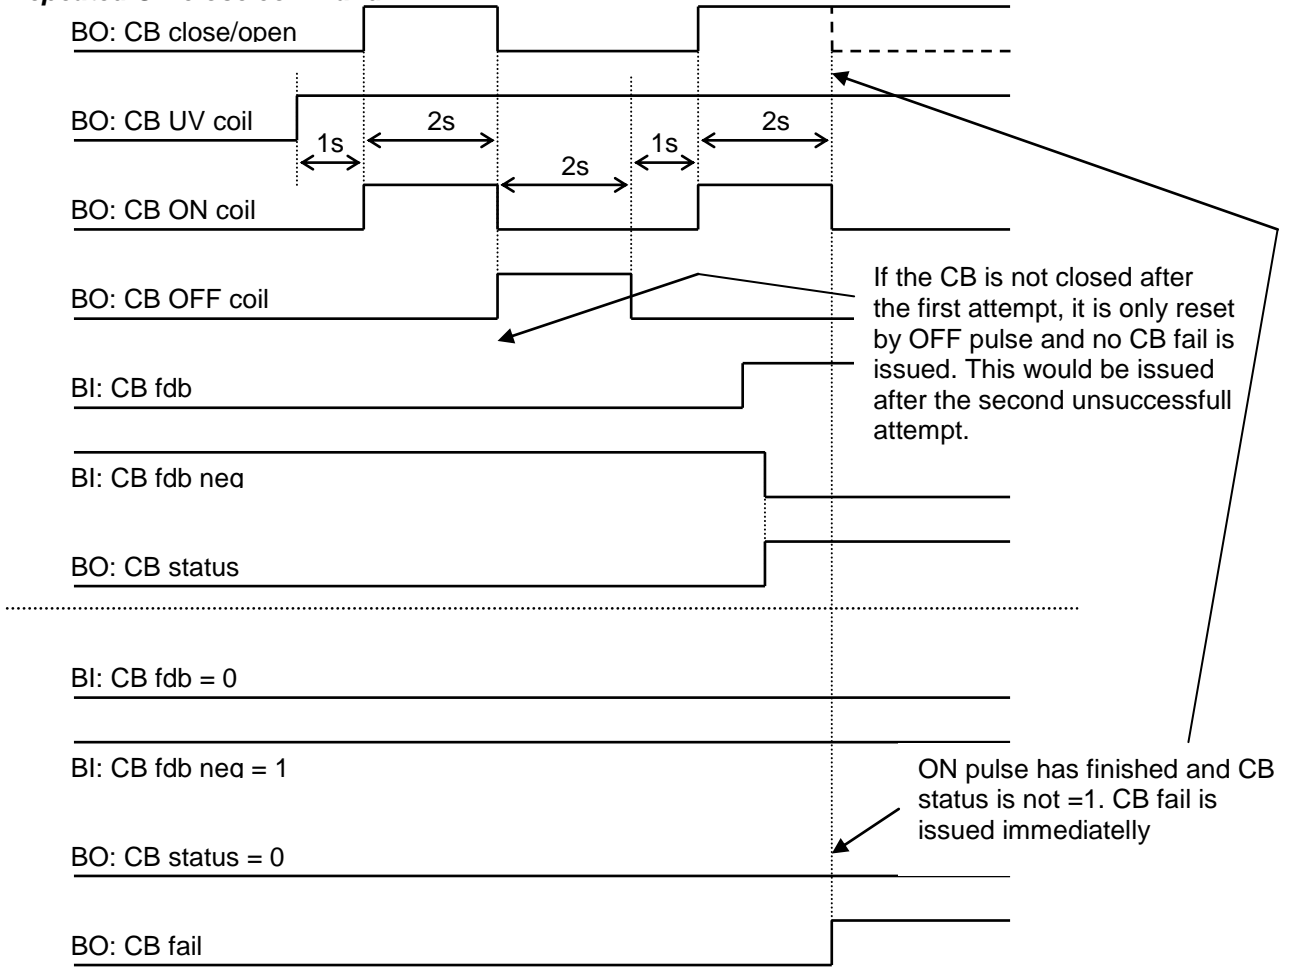 BO: CB close/open
BO: CB UV coil
1s
2s
2s
1s
2s
BO: CB ON coil
BO: CB OFF coil
If the CB is not closed after
the first attempt, it is only reset
by OFF pulse and no CB fail is
issued. This would be issued
after the second unsuccessfull
attempt.
BI: CB fdb
BI: CB fdb neg
BO: CB status
BI: CB fdb = 0
BI: CB fdb neg = 1
ON pulse has finished and CB
status is not =1. CB fail is
issued immediatelly
BO: CB status = 0
BO: CB fail